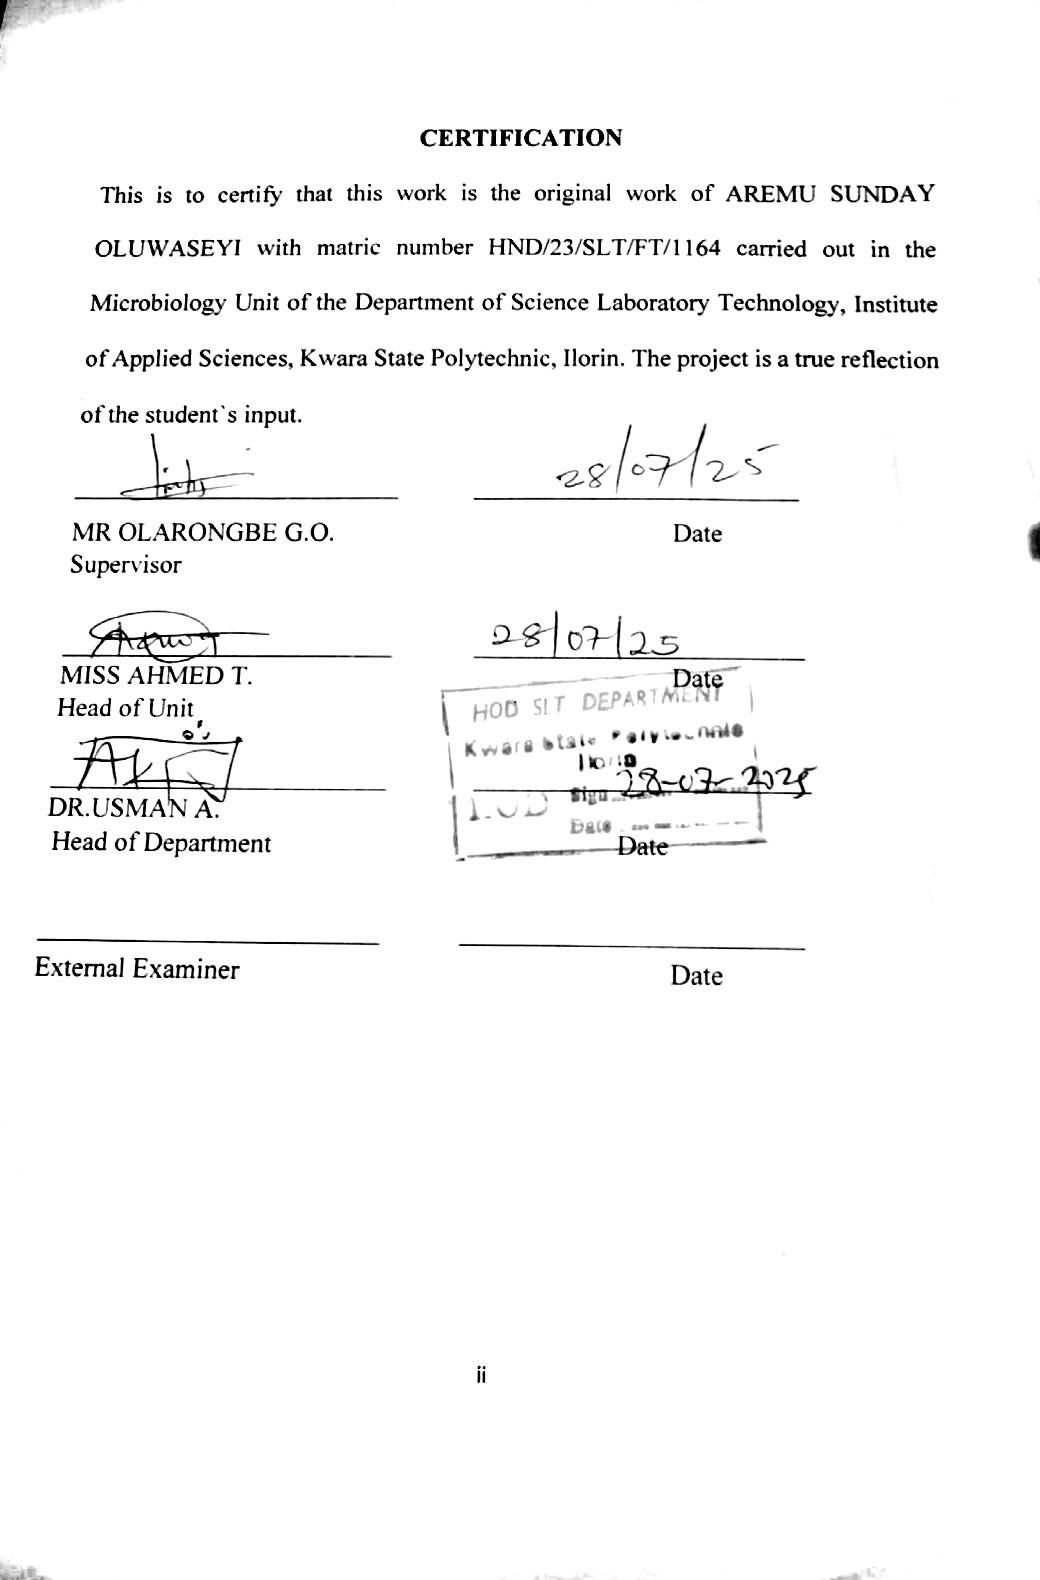 CERTIFICATION
This is to certify that this work is the original work of AREMU SUNDAY
OLUWASEYI with matric number HND/23/SLT/FT/1164 carried out in the
Microbiology Unit of the Department of Science Laboratory Technology, Institute
of Applied Sciences, Kwara State Polytechnic, Ilorin. The project is a true reflection
of the student's input.
28/07/25
MR OLARONGBE G.O. Date
Supervisor
28/07/25
MISS AHMED T. Date
Head of Unit
HOD SLT DEPARTMENT
Kwara State Polytechnic
Ilorin
28-07-2025
Sign
DR.USMAN A.
Date
Head of Department Date
External Examiner Date
ii